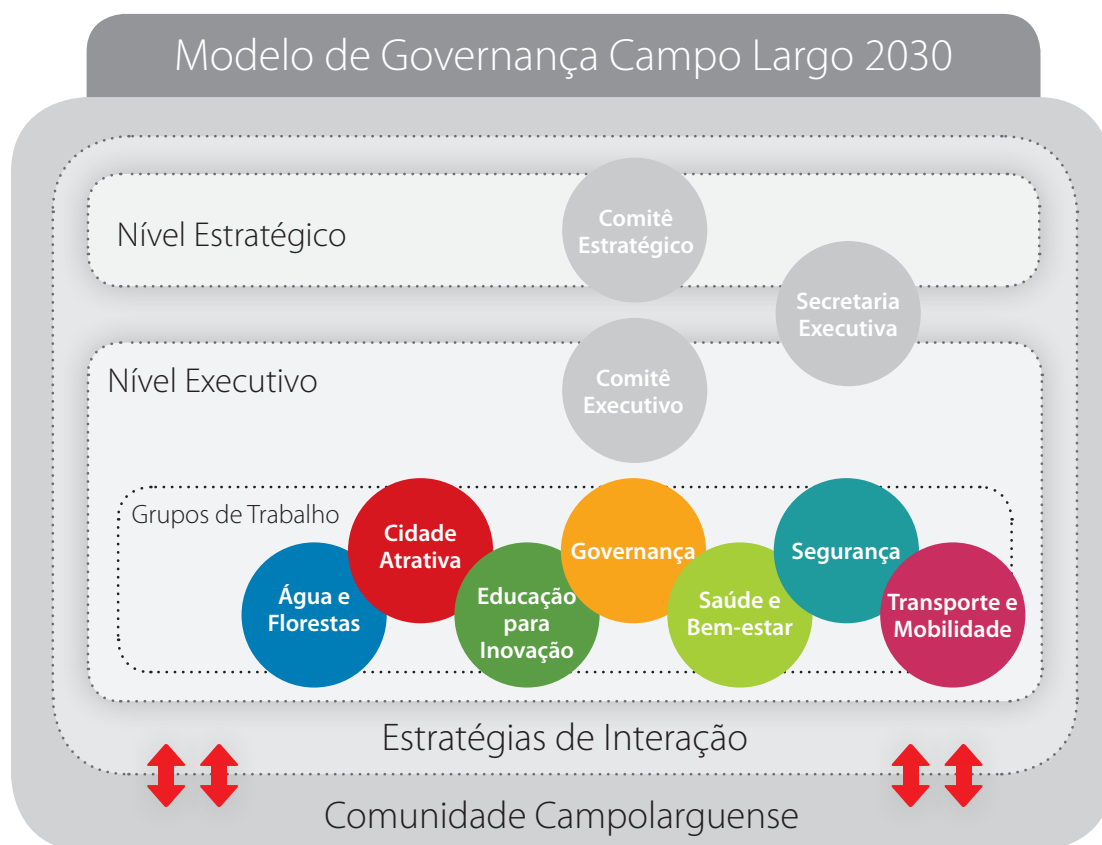 Modelo de Governança Campo Largo 2030
Nível Estratégico
Comitê
Estratégico
Secretaria
Executiva
Nível Executivo
Comitê
Executivo
Grupos de Trabalho
Água e
Florestas
Cidade
Atrativa
Educação
para
Inovação
Governança
Saúde e
Bem-estar
Segurança
Transporte e
Mobilidade
Estratégias de Interação
Comunidade Campolarguense